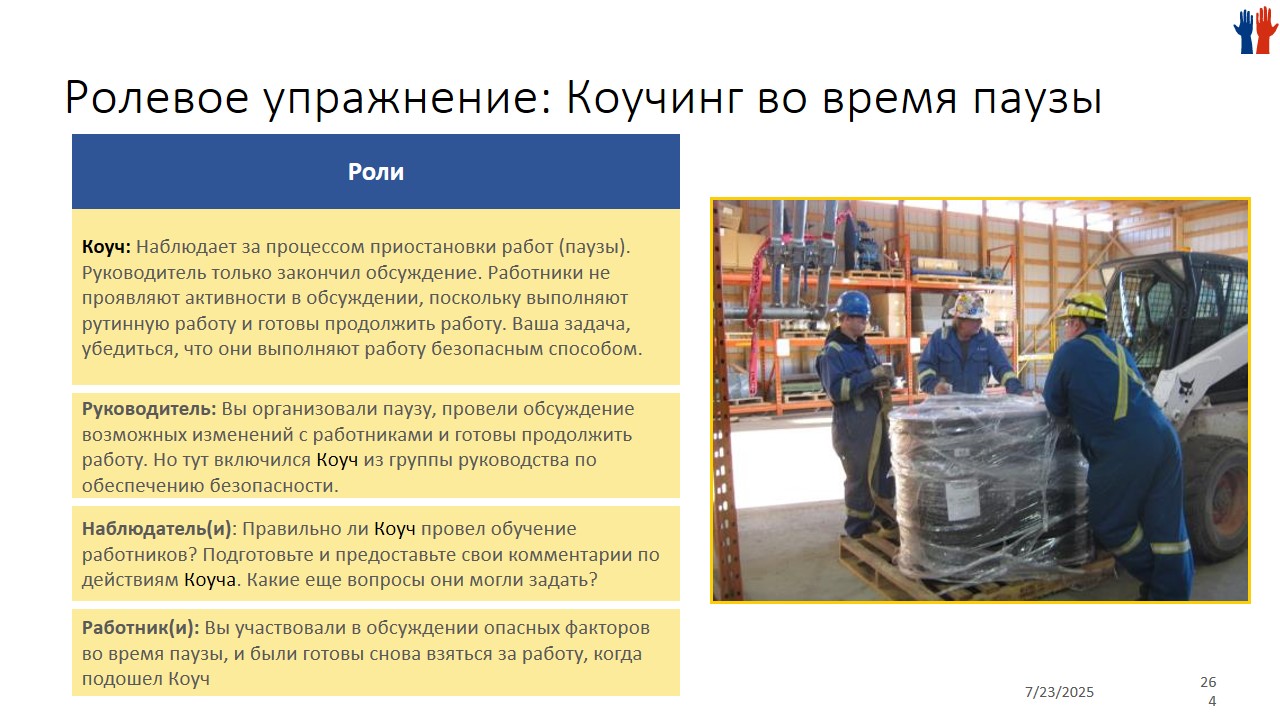 Ролевое упражнение: Коучинг во время паузы
Роли
Коуч: Наблюдает за процессом приостановки работ (паузы).
Руководитель только закончил обсуждение. Работники не
проявляют активности в обсуждении, поскольку выполняют
рутинную работу и готовы продолжить работу. Ваша задача,
убедиться, что они выполняют работу безопасным способом.
Руководитель: Вы организовали паузу, провели обсуждение
возможных изменений с работниками и готовы продолжить
работу. Но тут включился Коуч из группы руководства по
обеспечению безопасности.
Наблюдатель(и): Правильно ли Коуч провел обучение
работников? Подготовьте и предоставьте свои комментарии по
действиям Коуча. Какие еще вопросы они могли задать?
Работник(и): Вы участвовали в обсуждении опасных факторов
во время паузы, и были готовы снова взяться за работу, когда
подошел Коуч
7/23/2025
26
4